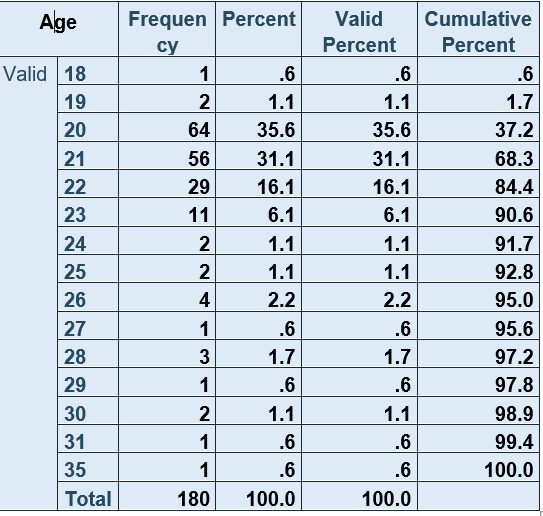 Age Frequen Percent Valid Cumulative
cy Percent Percent
Valid 18 1 .6 .6 .6
19 2 1.1 1.1 1.7
20 64 35.6 35.6 37.2
21 56 31.1 31.1 68.3
22 29 16.1 16.1 84.4
23 11 6.1 6.1 90.6
24 2 1.1 1.1 91.7
25 2 1.1 1.1 92.8
26 4 2.2 2.2 95.0
27 1 .6 .6 95.6
28 3 1.7 1.7 97.2
29 1 .6 .6 97.8
30 2 1.1 1.1 98.9
31 1 .6 .6 99.4
35 1 .6 .6 100.0
Total 180 100.0 100.0